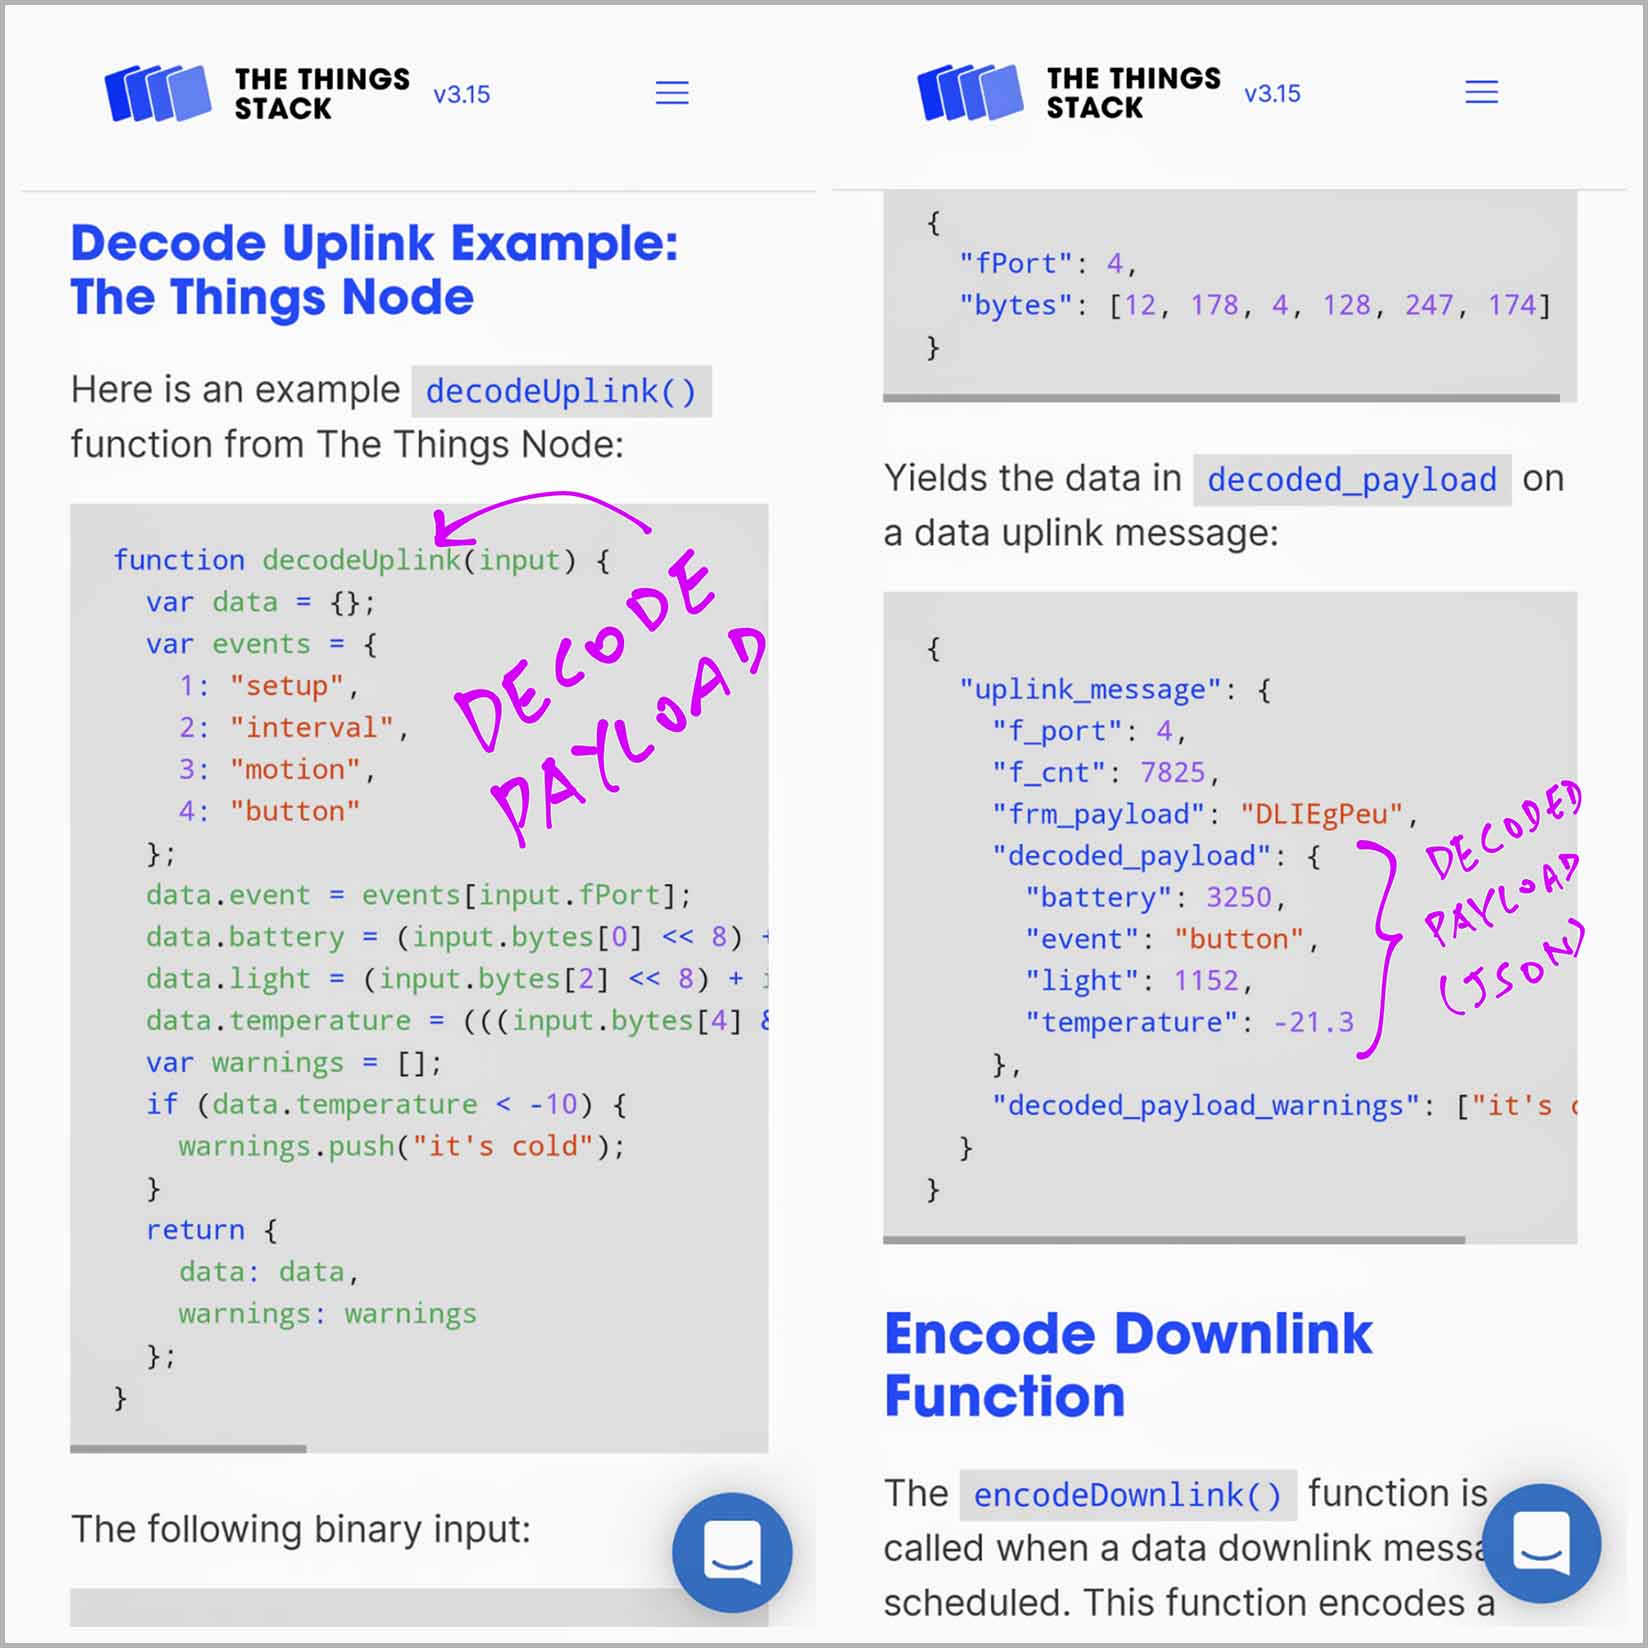 THE THINGS
STACK
v3.15
Decode Uplink Example:
The Things Node
Here is an example decodeUplink()
function from The Things Node:
function decodeUplink(input) {
var data = {};
var events = {
1: "setup",
2: "interval",
3: "motion",
4: "button"
};
data.event = events[input.fPort];
data.battery = (input.bytes[0] << 8) +
data.light = (input.bytes[2] << 8) + i
data.temperature = (((input.bytes[4] &
var warnings = [];
if (data.temperature < -10) {
warnings.push("it's cold");
}
return {
data: data,
warnings: warnings
};
}
DECODE
PAYLOAD
The following binary input:
THE THINGS
STACK
v3.15
{
"fPort": 4,
"bytes": [12, 178, 4, 128, 247, 174]
}
Yields the data in decoded_payload on
a data uplink message:
{
"uplink_message": {
"f_port": 4,
"f_cnt": 7825,
"frm_payload": "DLIEgPeu",
"decoded_payload": {
"battery": 3250,
"event": "button",
"light": 1152,
"temperature": -21.3
},
"decoded_payload_warnings": ["it's c
}
}
DECODED
PAYLOAD
(JSON)
Encode Downlink
Function
The encodeDownlink() function is
called when a data downlink messa
scheduled. This function encodes a